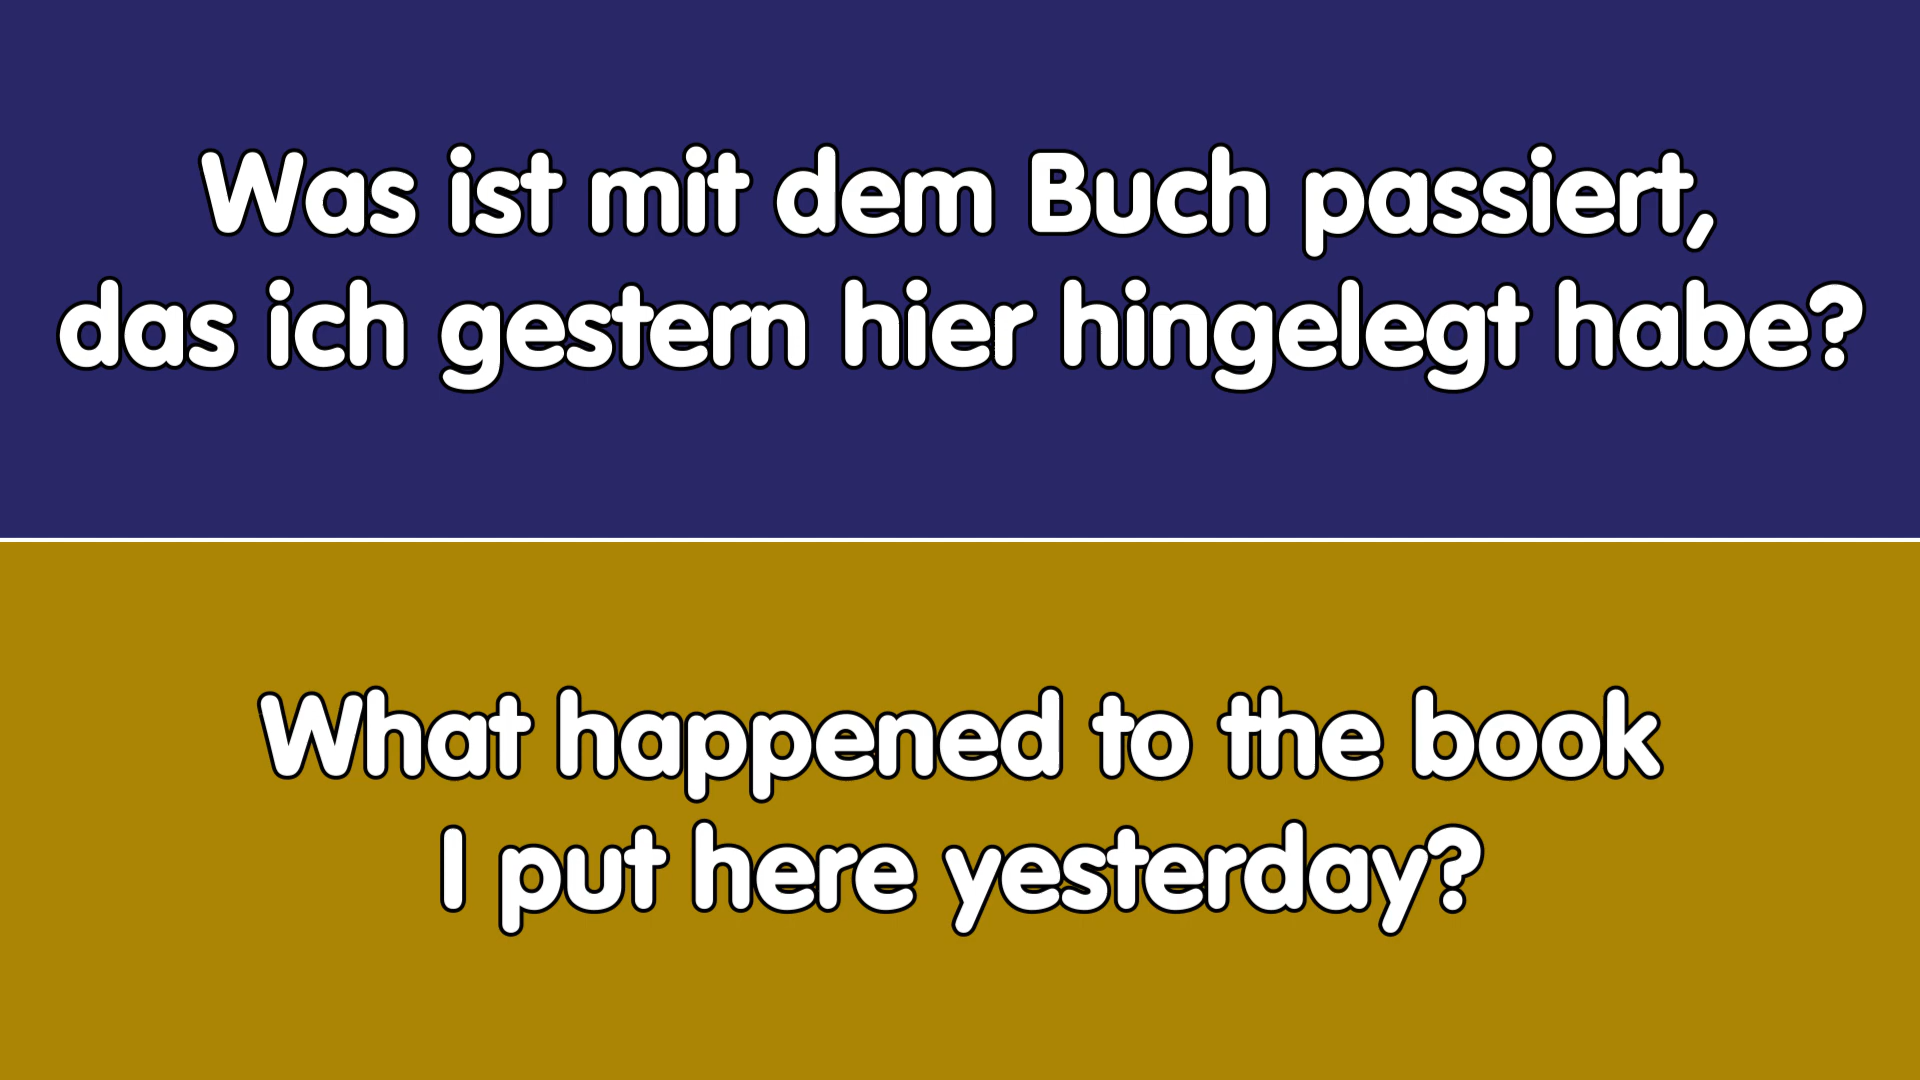 Was ist mit dem Buch passiert,
das ich gestern hier hingelegt habe?
What happened to the book
I put here yesterday?